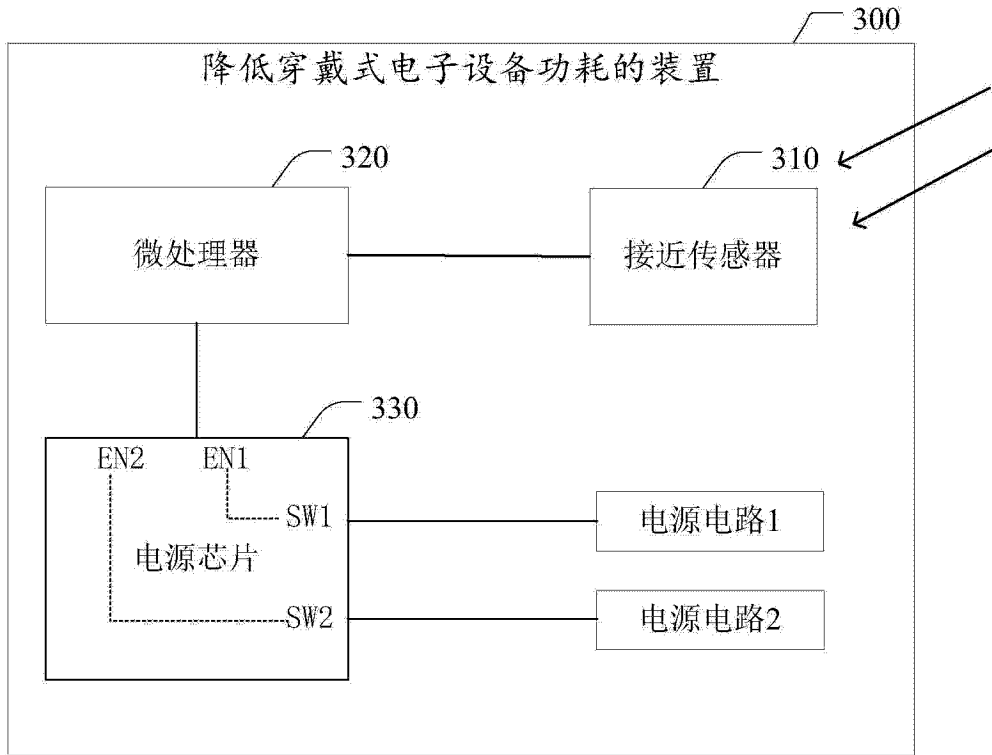 300
降低穿戴式电子设备功耗的装置
320
310
微处理器
接近传感器
330
EN2 EN1
SW1
电源电路1
电源芯片
SW2
电源电路2